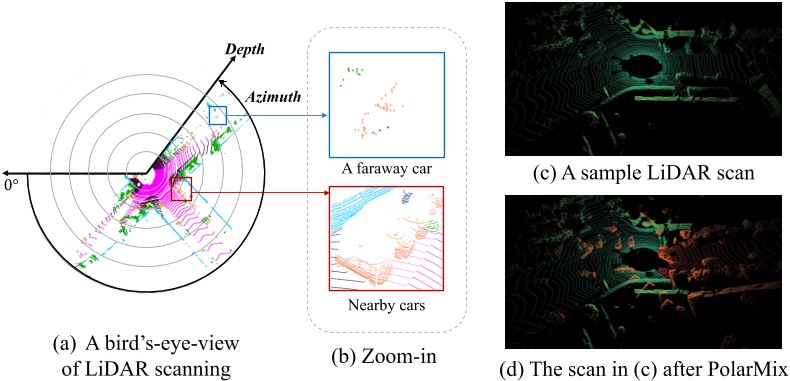 Depth
Azimuth
0°
(a) A bird's-eye-view
of LiDAR scanning
A faraway car
Nearby cars
(b) Zoom-in
(c) A sample LiDAR scan
(d) The scan in (c) after PolarMix